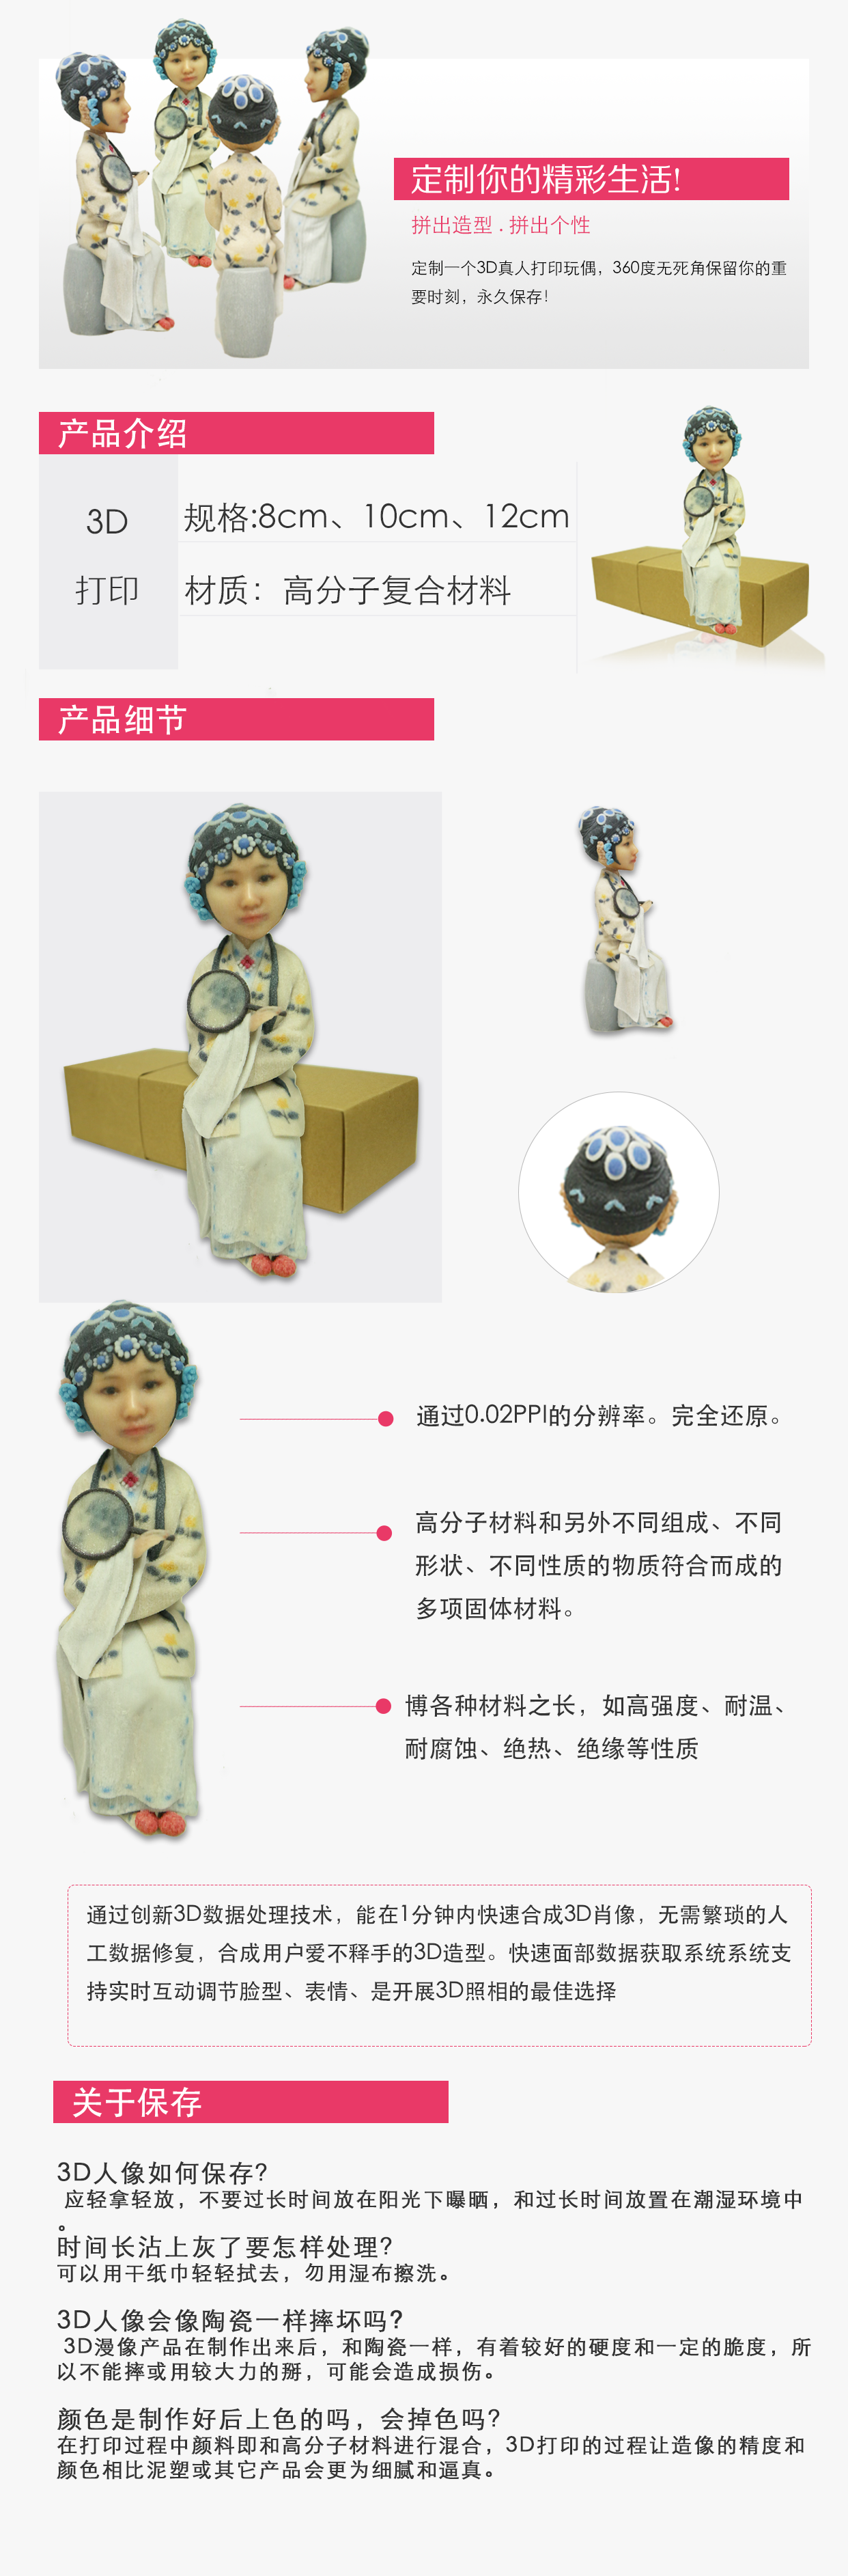 定制你的精彩生活!
拼出造型 . 拼出个性
定制一个3D真人打印玩偶，360度无死角保留你的重
要时刻，永久保存!
产品介绍
3D
打印
规格:8cm、10cm、12cm
材质：高分子复合材料
产品细节
通过0.02PPI的分辨率。完全还原。
高分子材料和另外不同组成、不同
形状、不同性质的物质符合而成的
多项固体材料。
博各种材料之长，如高强度、耐温、
耐腐蚀、绝热、绝缘等性质
通过创新3D数据处理技术，能在1分钟内快速合成3D肖像，无需繁琐的人
工数据修复，合成用户爱不释手的3D造型。快速面部数据获取系统系统支
持实时互动调节脸型、表情、是开展3D照相的最佳选择
关于保存
3D人像如何保存?
应轻拿轻放，不要过长时间放在阳光下曝晒，和过长时间放置在潮湿环境中
。
时间长沾上灰了要怎样处理?
可以用干纸巾轻轻拭去，勿用湿布擦洗。
3D人像会像陶瓷一样摔坏吗?
3D漫像产品在制作出来后，和陶瓷一样，有着较好的硬度和一定的脆度，所
以不能摔或用较大力的掰，可能会造成损伤。
颜色是制作好后上色的吗，会掉色吗?
在打印过程中颜料即和高分子材料进行混合，3D打印的过程让造像的精度和
颜色相比泥塑或其它产品会更为细腻和逼真。